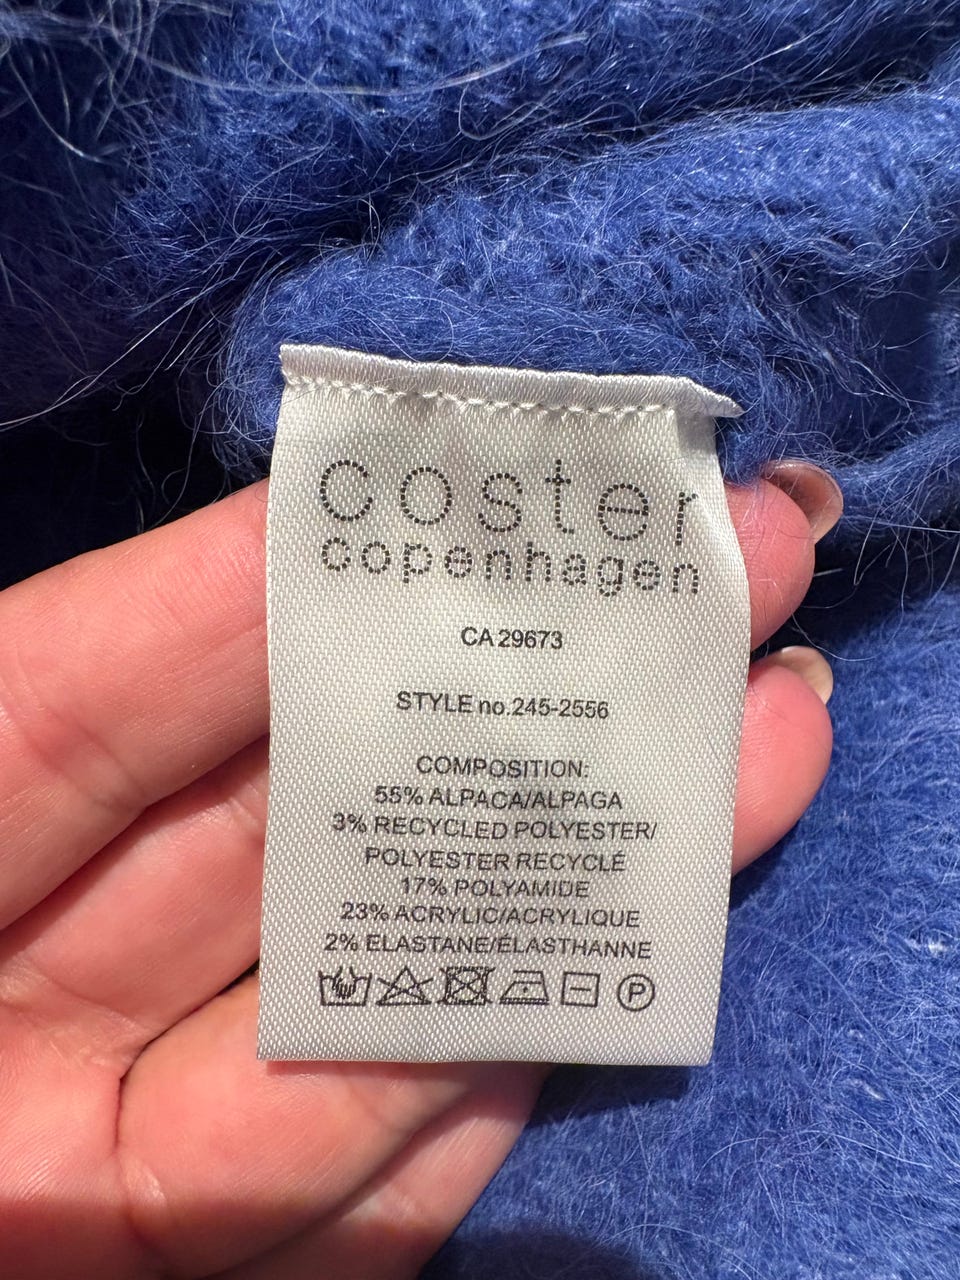 coster
copenhagen
CA 29673
STYLE no.245-2556
COMPOSITION:
55% ALPACA/ALPAGA
3% RECYCLED POLYESTER/
POLYESTER RECYCLÉ
17% POLYAMIDE
23% ACRYLIC/ACRYLIQUE
2% ELASTANE/ÉLASTHANNE
P